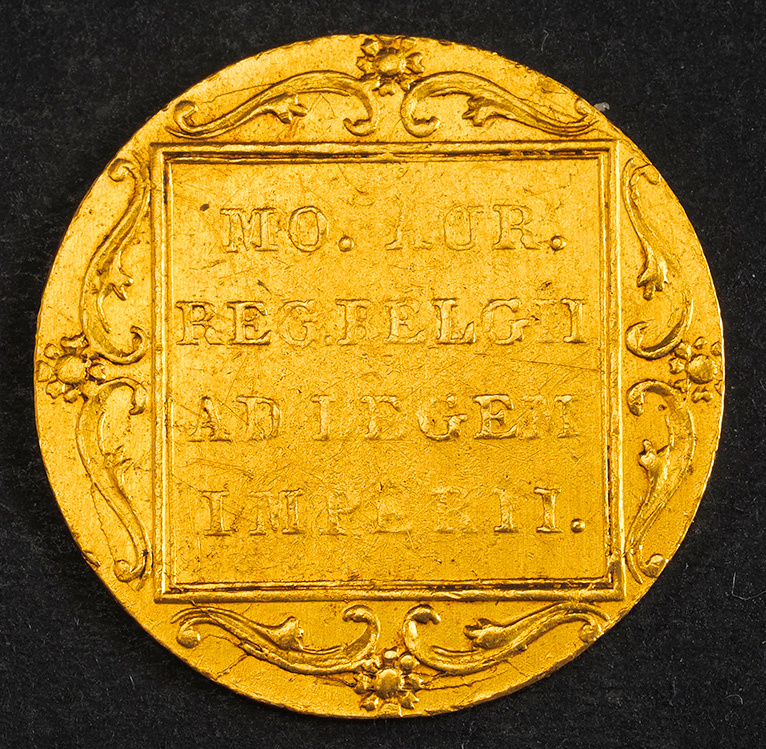 MO. AUR.
REG.BELGII
AD LEGEM
IMPERII.